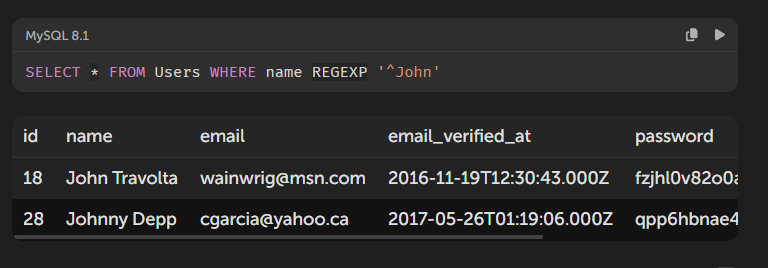 MySQL 8.1
SELECT * FROM Users WHERE name REGEXP '^John'
id name email email_verified_at password
18 John Travolta wainwrig@msn.com 2016-11-19T12:30:43.000Z fzjhl0v82o0a
28 Johnny Depp cgarcia@yahoo.ca 2017-05-26T01:19:06.000Z qpp6hbnae4